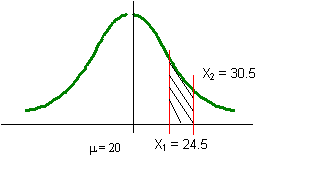 X₂ = 30.5
μ = 20
X₁ = 24.5